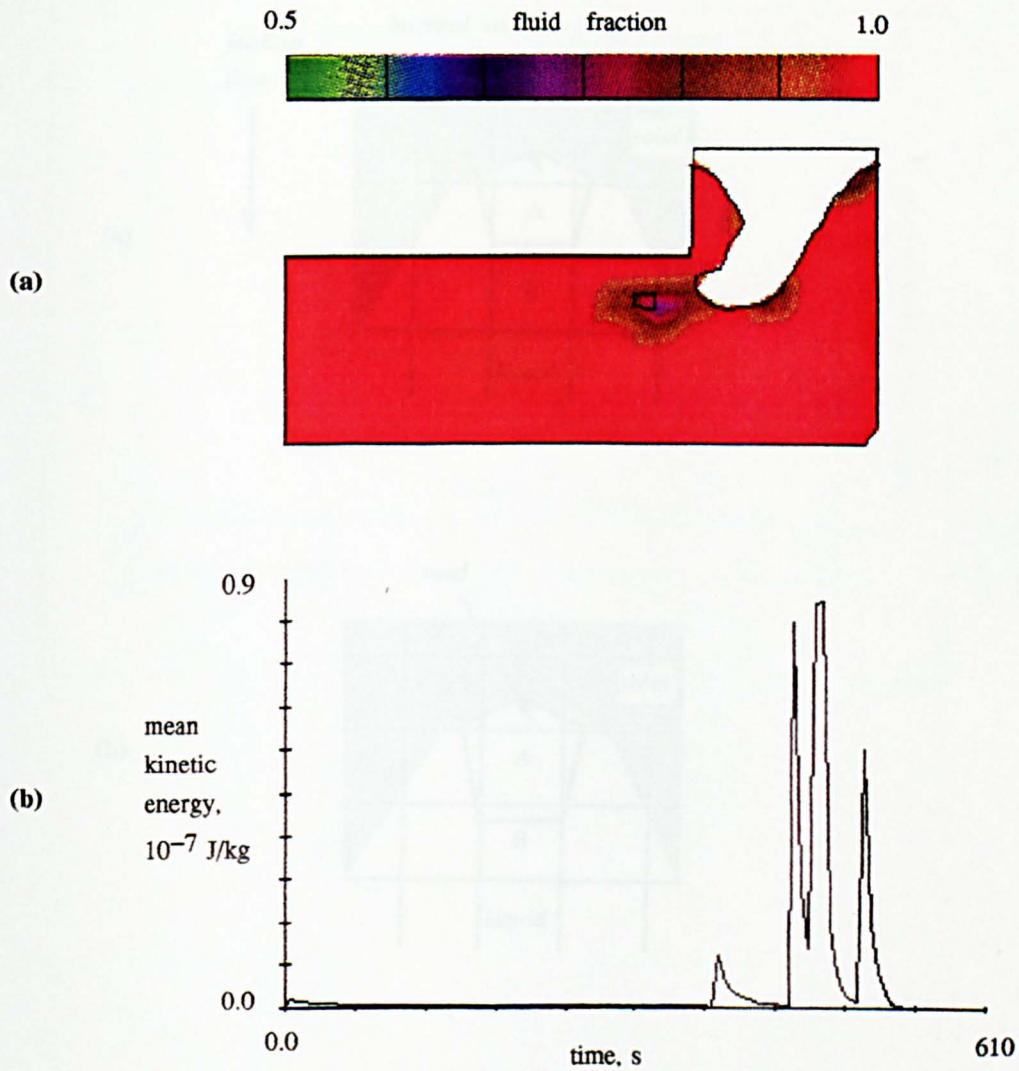 0.5 fluid fraction 1.0
(a)
0.9
mean
kinetic
energy,
10⁻⁷ J/kg
(b)
0.0
0.0 time, s 610